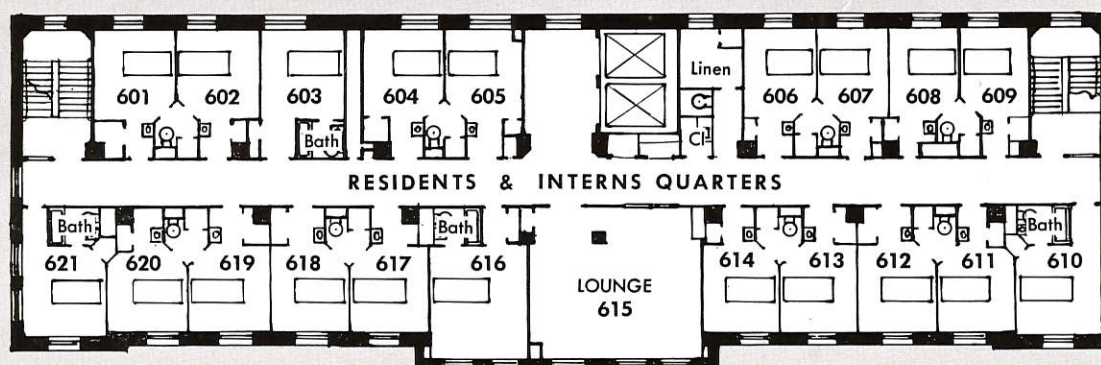 601 602 603 604 605 Linen 606 607 608 609
Bath Cl
RESIDENTS & INTERNS QUARTERS
Bath Bath Bath
621 620 619 618 617 616 LOUNGE 614 613 612 611 610
615